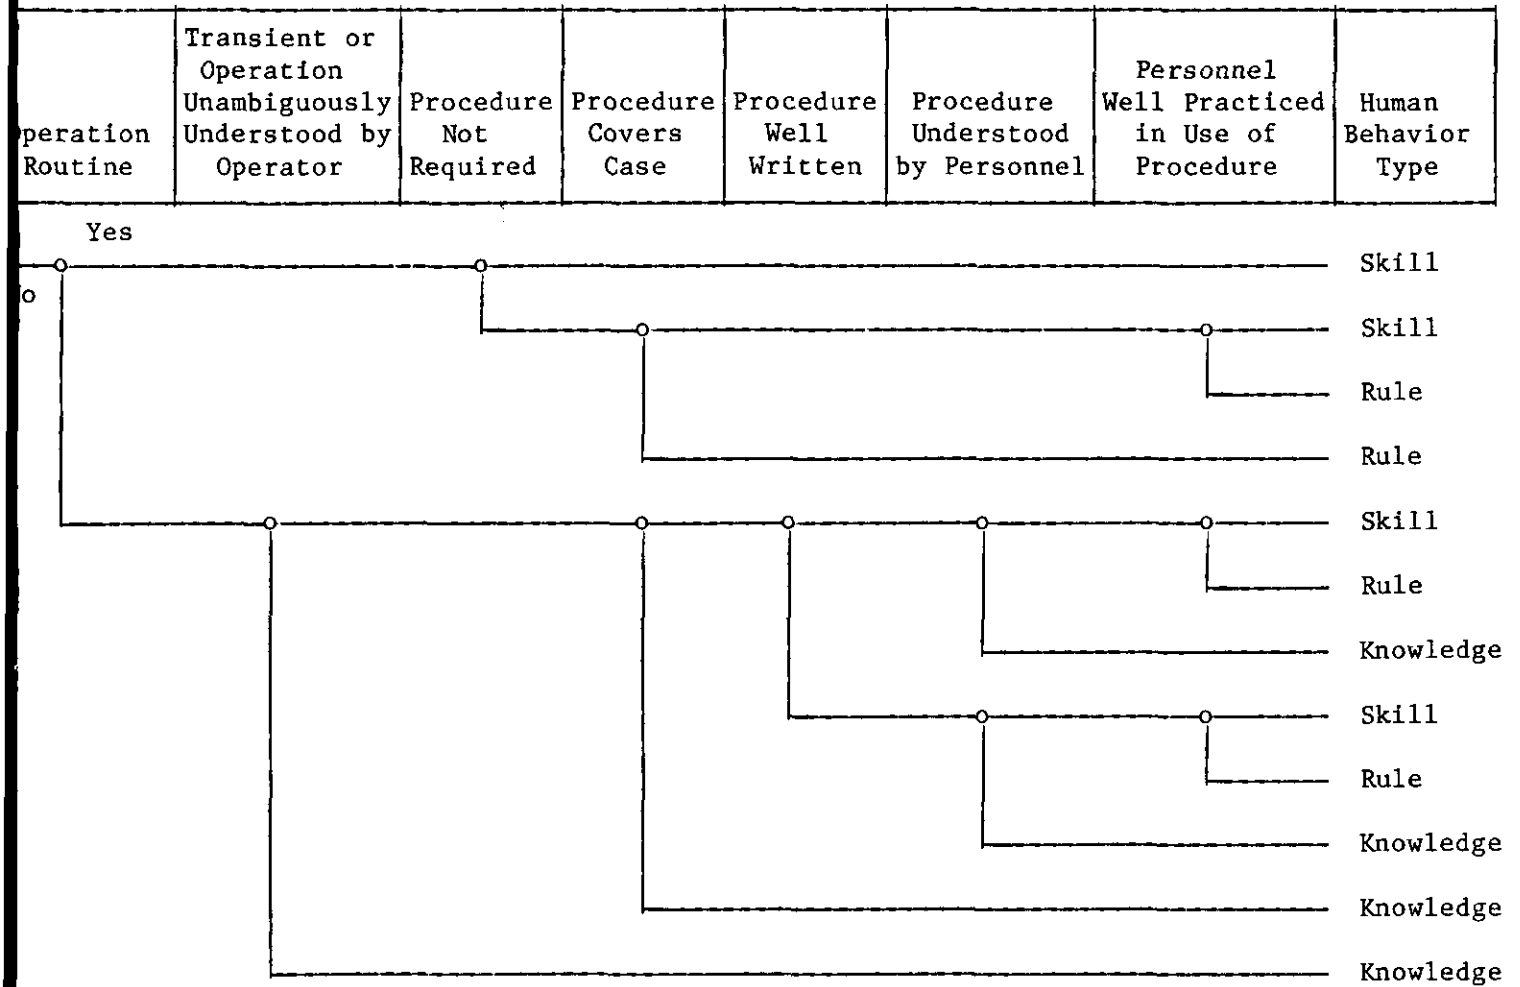 peration
Routine
Transient or
Operation
Unambiguously
Understood by
Operator
Procedure
Not
Required
Procedure
Covers
Case
Procedure
Well
Written
Procedure
Understood
by Personnel
Personnel
Well Practiced
in Use of
Procedure
Human
Behavior
Type
Yes
o
Skill
Skill
Rule
Rule
Skill
Rule
Knowledge
Skill
Rule
Knowledge
Knowledge
Knowledge